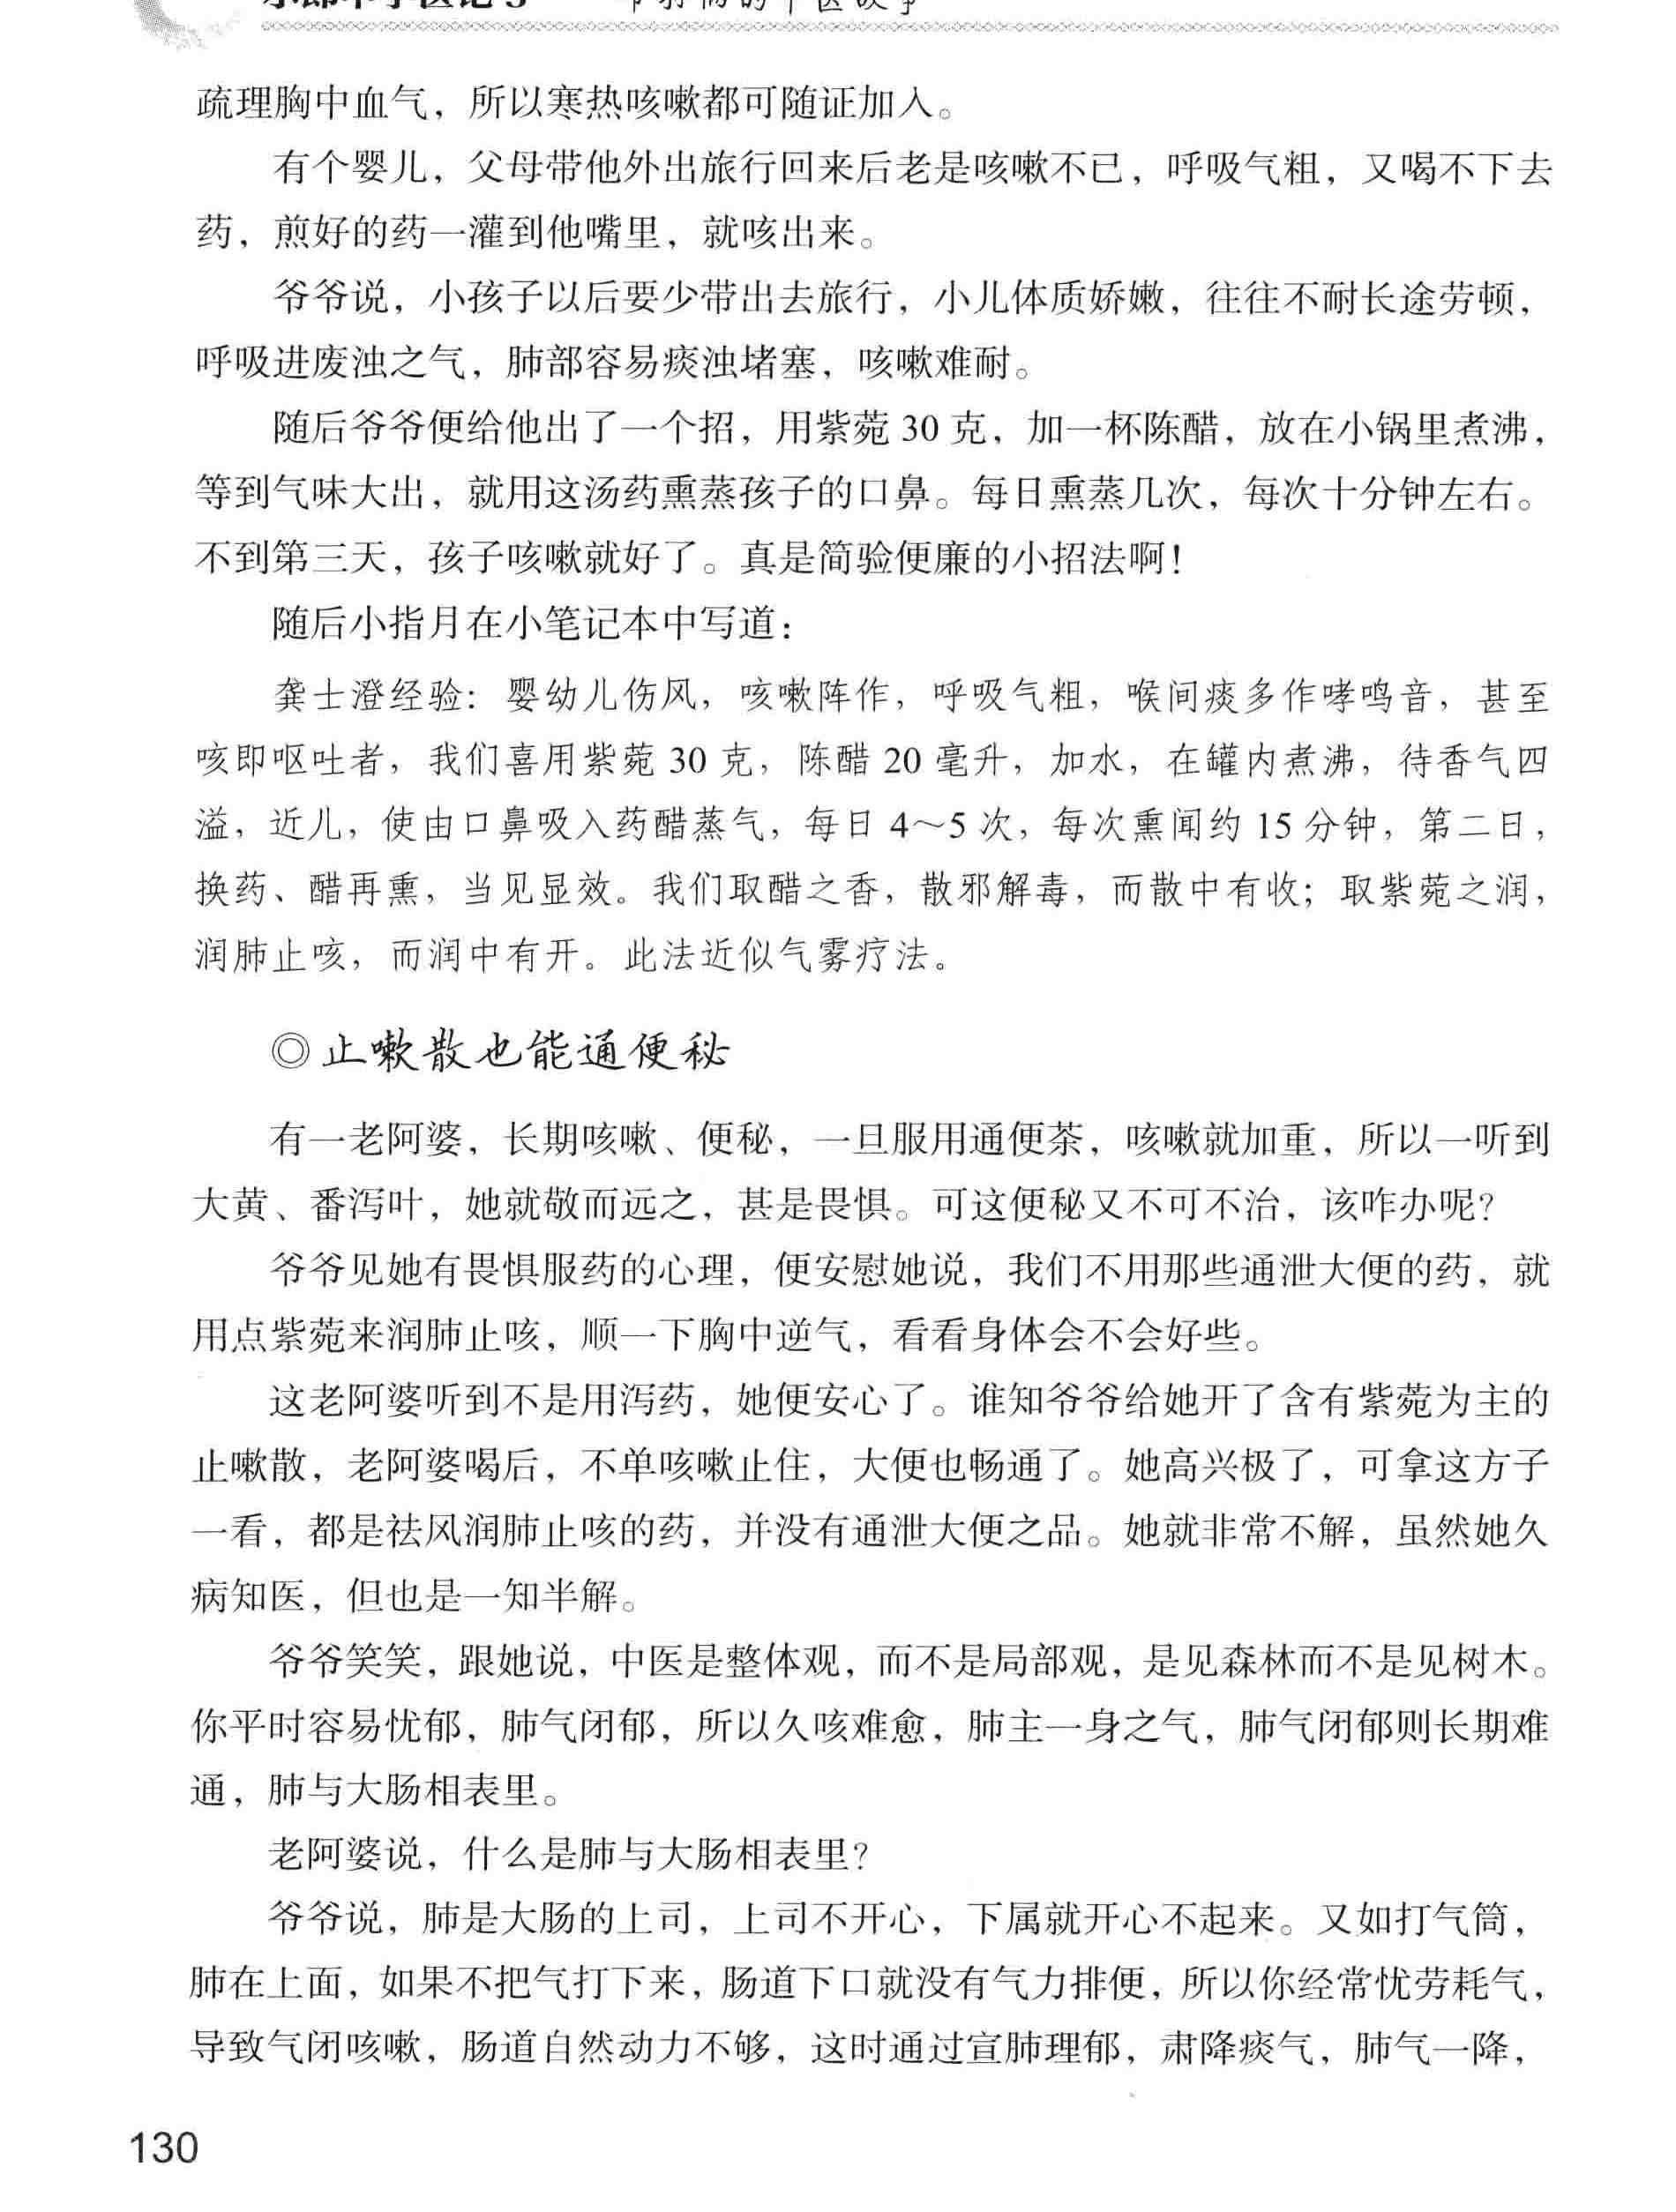 疏理胸中血气，所以寒热咳嗽都可随证加入。
有个婴儿，父母带他外出旅行回来后老是咳嗽不已，呼吸气粗，又喝不下去
药，煎好的药一灌到他嘴里，就咳出来。
爷爷说，小孩子以后要少带出去旅行，小儿体质娇嫩，往往不耐长途劳顿，
呼吸进废浊之气，肺部容易痰浊堵塞，咳嗽难耐。
随后爷爷便给他出了一个招，用紫菀 30 克，加一杯陈醋，放在小锅里煮沸，
等到气味大出，就用这汤药熏蒸孩子的口鼻。每日熏蒸几次，每次十分钟左右。
不到第三天，孩子咳嗽就好了。真是简验便廉的小招法啊！
随后小指月在小笔记本中写道：
龚士澄经验：婴幼儿伤风，咳嗽阵作，呼吸气粗，喉间痰多作哮鸣音，甚至
咳即呕吐者，我们喜用紫菀 30 克，陈醋 20 毫升，加水，在罐内煮沸，待香气四
溢，近儿，使由口鼻吸入药醋蒸气，每日 4～5 次，每次熏闻约 15 分钟，第二日，
换药、醋再熏，当见显效。我们取醋之香，散邪解毒，而散中有收；取紫菀之润，
润肺止咳，而润中有开。此法近似气雾疗法。
◎止嗽散也能通便秘
有一老阿婆，长期咳嗽、便秘，一旦服用通便茶，咳嗽就加重，所以一听到
大黄、番泻叶，她就敬而远之，甚是畏惧。可这便秘又不可不治，该咋办呢？
爷爷见她有畏惧服药的心理，便安慰她说，我们不用那些通泄大便的药，就
用点紫菀来润肺止咳，顺一下胸中逆气，看看身体会不会好些。
这老阿婆听到不是用泻药，她便安心了。谁知爷爷给她开了含有紫菀为主的
止嗽散，老阿婆喝后，不单咳嗽止住，大便也畅通了。她高兴极了，可拿这方子
一看，都是祛风润肺止咳的药，并没有通泄大便之品。她就非常不解，虽然她久
病知医，但也是一知半解。
爷爷笑笑，跟她说，中医是整体观，而不是局部观，是见森林而不是见树木。
你平时容易忧郁，肺气闭郁，所以久咳难愈，肺主一身之气，肺气闭郁则长期难
通，肺与大肠相表里。
老阿婆说，什么是肺与大肠相表里？
爷爷说，肺是大肠的上司，上司不开心，下属就开心不起来。又如打气筒，
肺在上面，如果不把气打下来，肠道下口就没有气力排便，所以你经常忧劳耗气，
导致气闭咳嗽，肠道自然动力不够，这时通过宣肺理郁，肃降痰气，肺气一降，
130